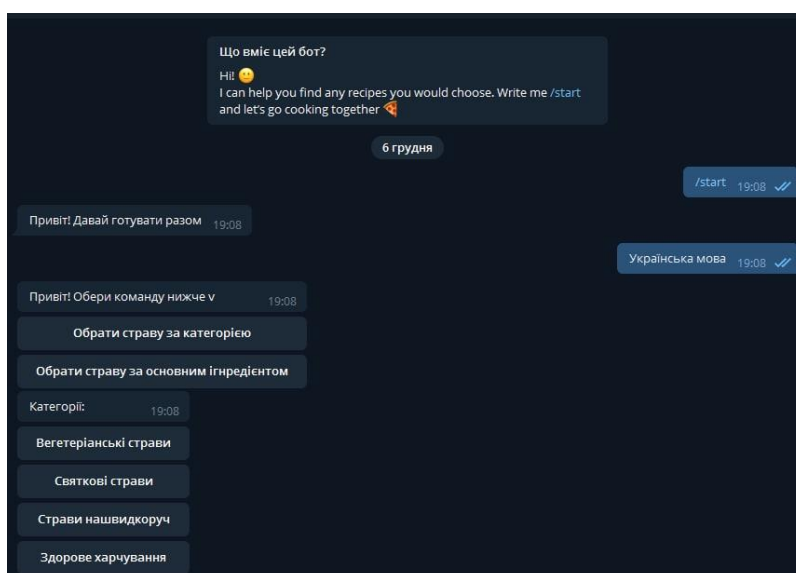 Що вміє цей бот?
Hi! 🙂
I can help you find any recipes you would choose. Write me /start
and let's go cooking together 🍕
6 грудня
/start 19:08
Привіт! Давай готувати разом 19:08
Українська мова 19:08
Привіт! Обери команду нижче v 19:08
Обрати страву за категорією
Обрати страву за основним ігнредієнтом
Категорії: 19:08
Вегетеріанські страви
Святкові страви
Страви нашвидкоруч
Здорове харчування